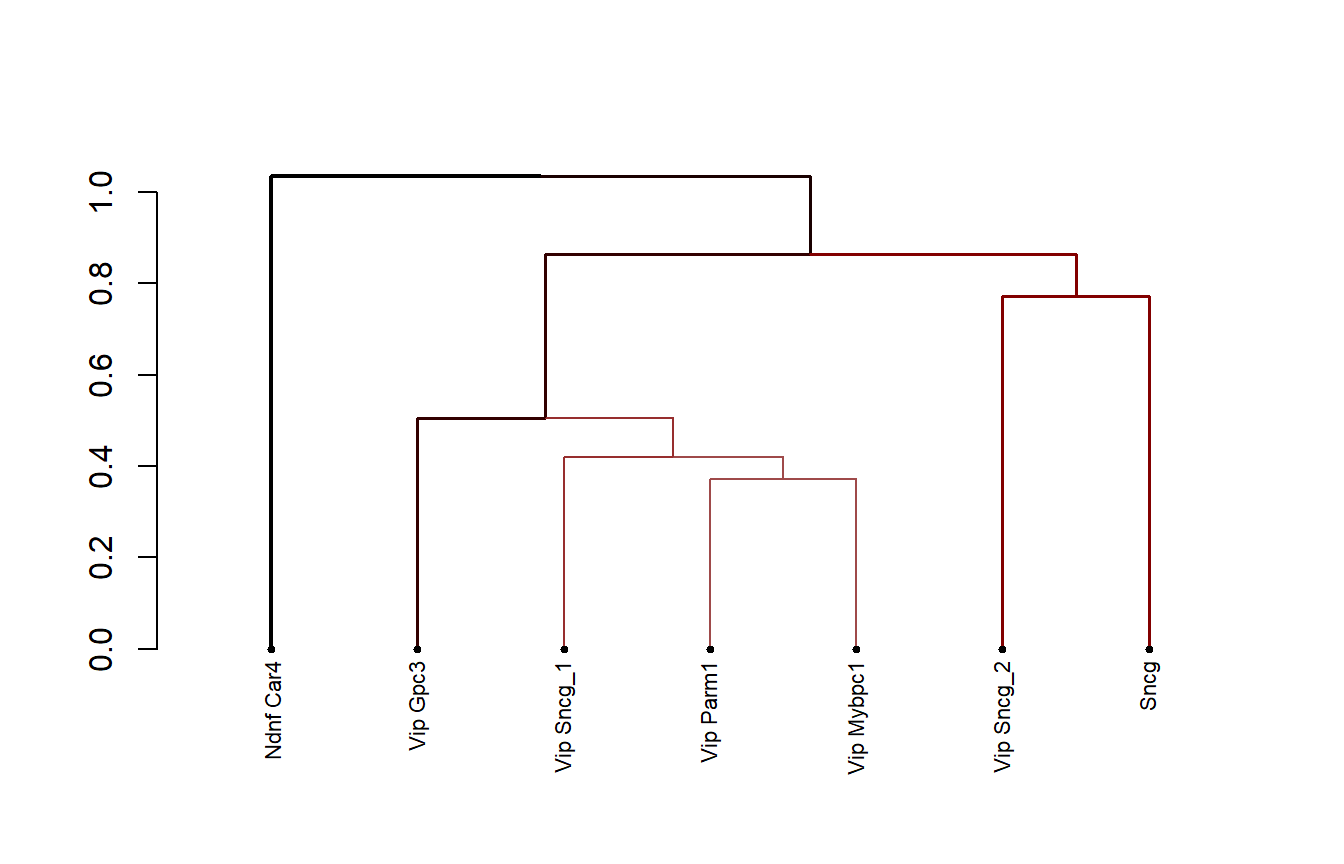 1.0
0.8
0.6
0.4
0.2
0.0
Ndnf Car4
Vip Gpc3
Vip Sncg_1
Vip Parm1
Vip Mybpc1
Vip Sncg_2
Sncg